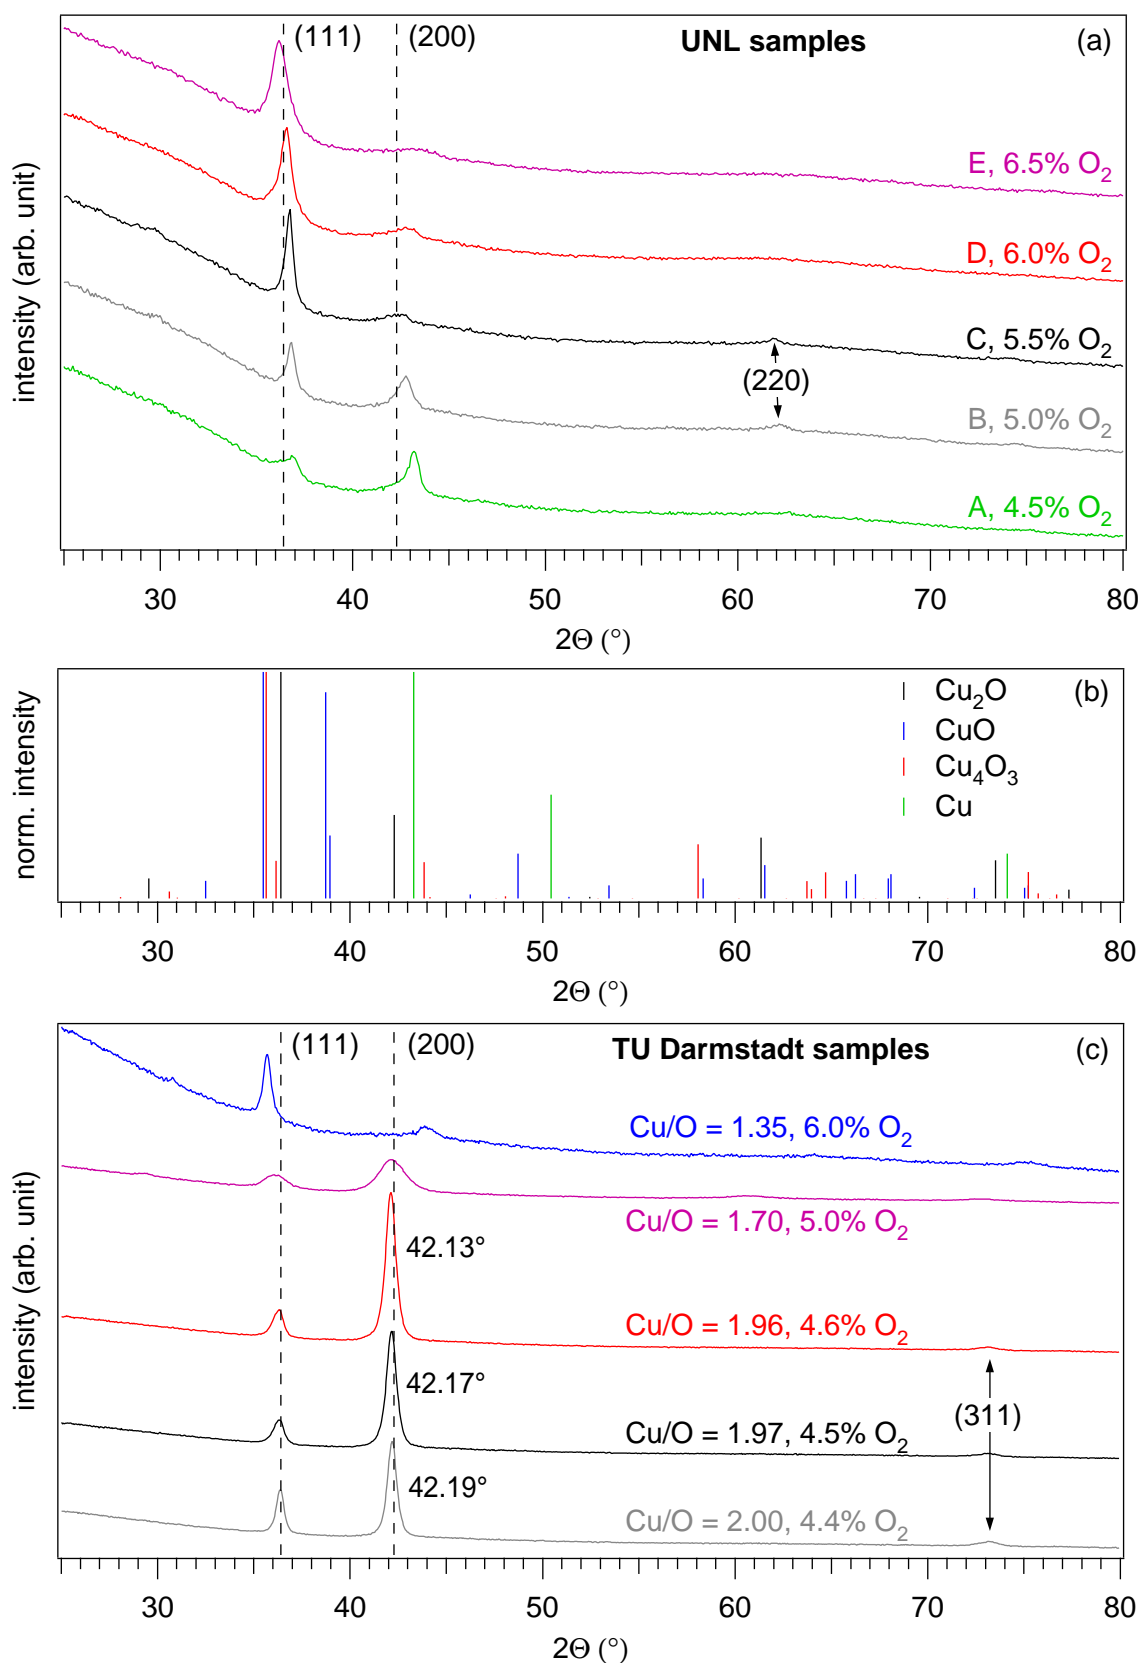 (111) (200) UNL samples (a)
E, 6.5% O2
D, 6.0% O2
C, 5.5% O2
(220)
B, 5.0% O2
A, 4.5% O2
intensity (arb. unit)
30 40 50 60 70 80
2Θ (°)
(b)
Cu2O
CuO
Cu4O3
Cu
norm. intensity
30 40 50 60 70 80
2Θ (°)
(111) (200) TU Darmstadt samples (c)
Cu/O = 1.35, 6.0% O2
Cu/O = 1.70, 5.0% O2
42.13°
Cu/O = 1.96, 4.6% O2
42.17°
(311)
Cu/O = 1.97, 4.5% O2
42.19°
Cu/O = 2.00, 4.4% O2
intensity (arb. unit)
30 40 50 60 70 80
2Θ (°)